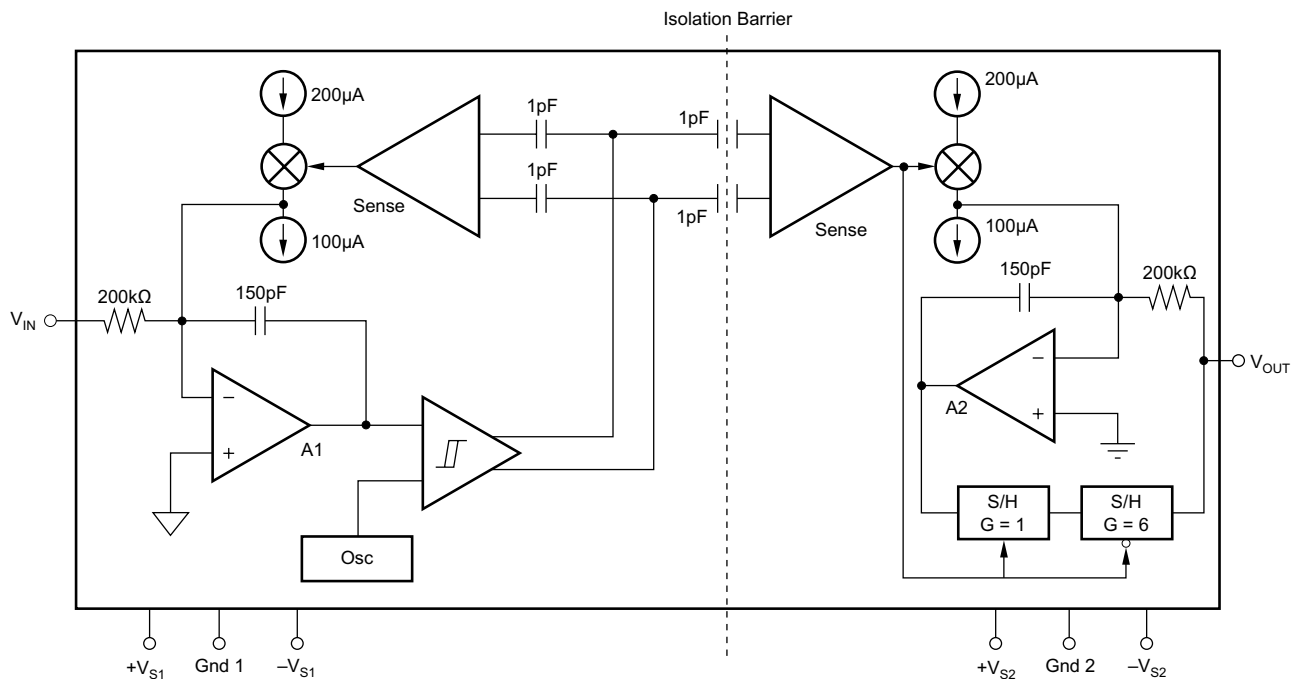 Isolation Barrier
200µA
1pF
1pF
200µA
1pF
1pF
Sense
Sense
100µA
100µA
200kΩ
150pF
150pF
200kΩ
V_IN
V_OUT
−
+
A1
−
+
A2
Osc
S/H
G = 1
S/H
G = 6
+V_S1
Gnd 1
–V_S1
+V_S2
Gnd 2
–V_S2